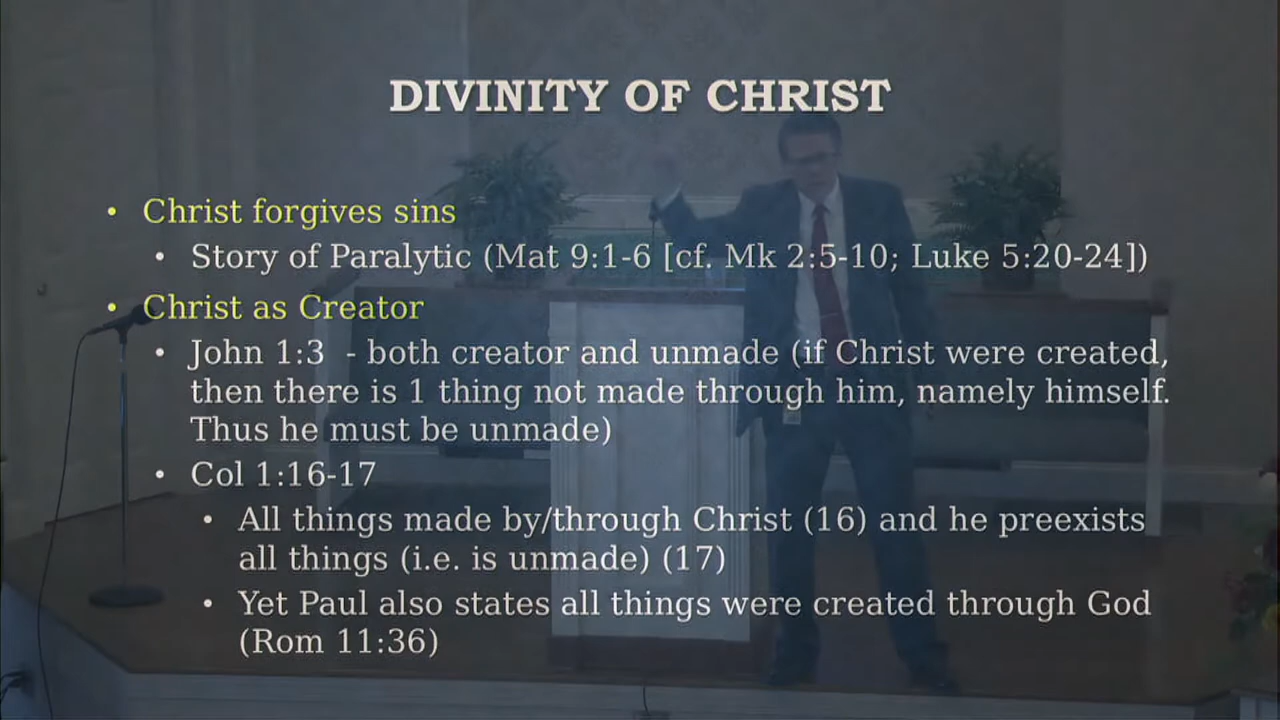 DIVINITY OF CHRIST
• Christ forgives sins
• Story of Paralytic (Mat 9:1-6 [cf. Mk 2:5-10; Luke 5:20-24])
• Christ as Creator
• John 1:3 - both creator and unmade (if Christ were created,
then there is 1 thing not made through him, namely himself.
Thus he must be unmade)
• Col 1:16-17
• All things made by/through Christ (16) and he preexists
all things (i.e. is unmade) (17)
• Yet Paul also states all things were created through God
(Rom 11:36)